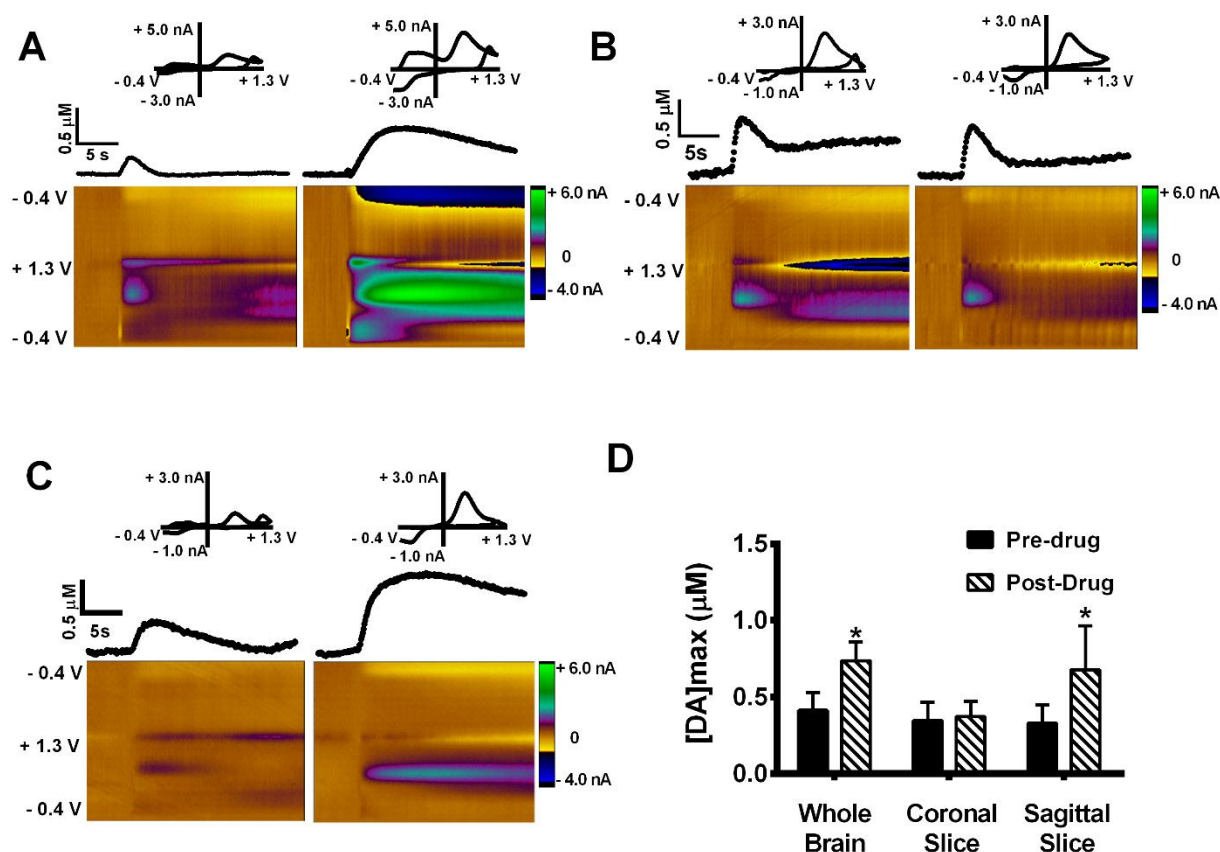 A
+ 5.0 nA
- 0.4 V
+ 1.3 V
- 3.0 nA
+ 5.0 nA
- 0.4 V
+ 1.3 V
- 3.0 nA
0.5 µM
5 s
- 0.4 V
+ 1.3 V
- 0.4 V
+ 6.0 nA
0
- 4.0 nA
B
+ 3.0 nA
- 0.4 V
+ 1.3 V
- 1.0 nA
+ 3.0 nA
- 0.4 V
+ 1.3 V
- 1.0 nA
0.5 µM
5s
- 0.4 V
+ 1.3 V
- 0.4 V
+ 6.0 nA
0
- 4.0 nA
C
+ 3.0 nA
- 0.4 V
+ 1.3 V
- 1.0 nA
+ 3.0 nA
- 0.4 V
+ 1.3 V
- 1.0 nA
0.5 µM
5s
- 0.4 V
+ 1.3 V
- 0.4 V
+ 6.0 nA
0
- 4.0 nA
D
[DA]max (µM)
1.5
1.0
0.5
0.0
Pre-drug
Post-Drug
*
*
Whole
Brain
Coronal
Slice
Sagittal
Slice